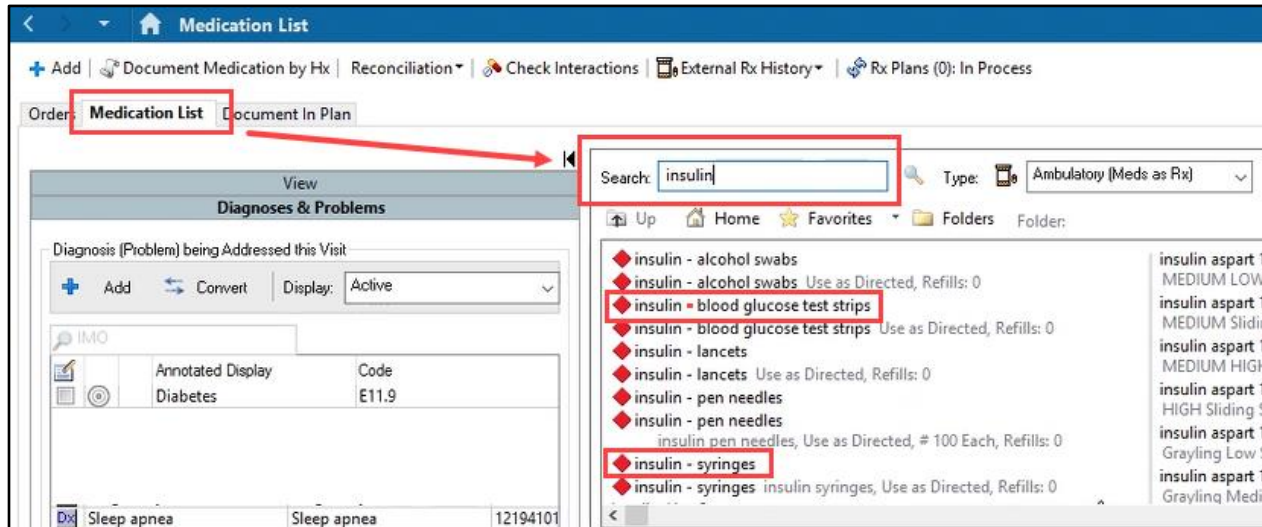 Medication List
Add Document Medication by Hx Reconciliation Check Interactions External Rx History Rx Plans (0): In Process
Orders Medication List Document In Plan
View
Diagnoses & Problems
Diagnosis (Problem) being Addressed this Visit
Add Convert Display: Active
IMO
Annotated Display Code
Diabetes E11.9
Dx Sleep apnea Sleep apnea 12194101
Search: insulin Type: Ambulatory (Meds as Rx)
Up Home Favorites Folders Folder:
insulin - alcohol swabs
insulin - alcohol swabs Use as Directed, Refills: 0
insulin - blood glucose test strips
insulin - blood glucose test strips Use as Directed, Refills: 0
insulin - lancets
insulin - lancets Use as Directed, Refills: 0
insulin - pen needles
insulin - pen needles
insulin pen needles, Use as Directed, # 100 Each, Refills: 0
insulin - syringes
insulin - syringes insulin syringes, Use as Directed, Refills: 0
insulin aspart
MEDIUM LOW
insulin aspart
MEDIUM
insulin aspart
MEDIUM
insulin aspart
HIGH Sliding
insulin aspart
Grayling Low
insulin aspart
Grayling